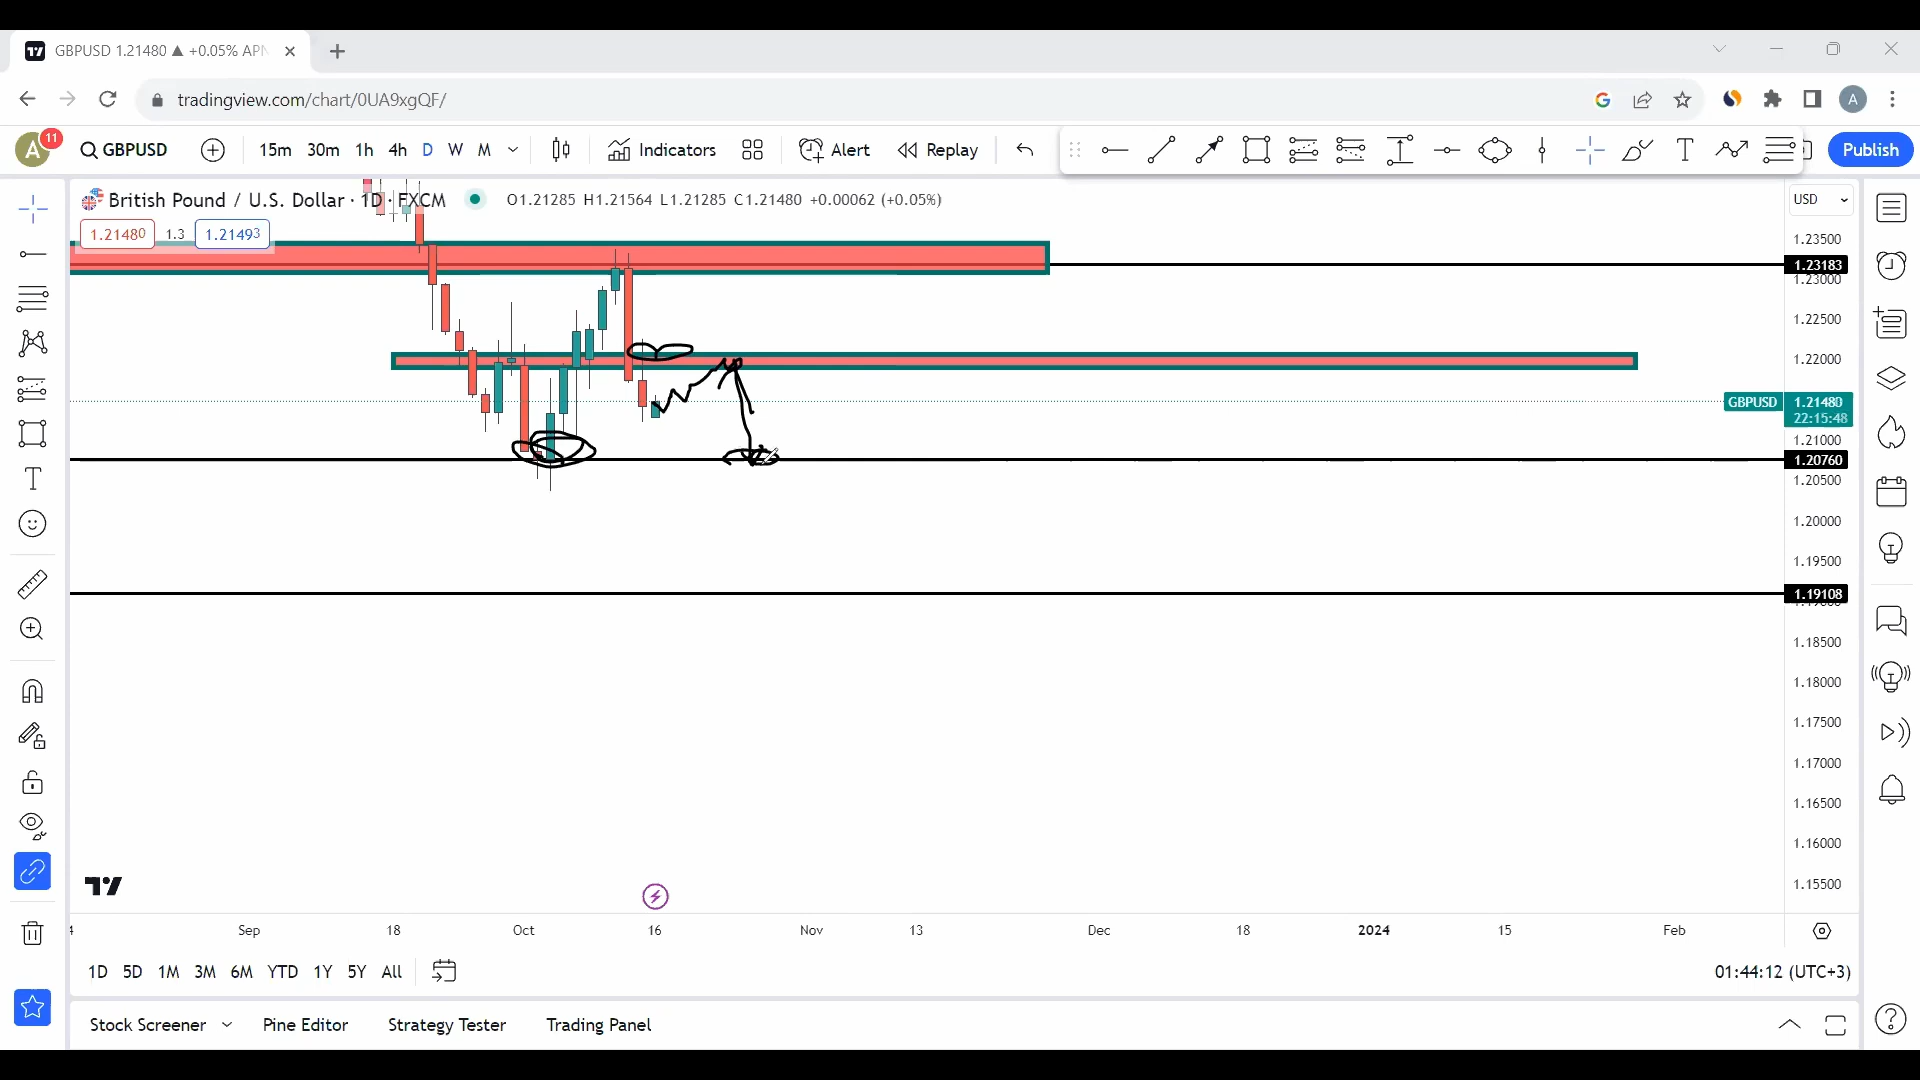 GBPUSD 1.21480 ▲ +0.05% APN
tradingview.com/chart/0UA9xgQF/
A
A
11
GBPUSD
15m 30m 1h 4h D W M
Indicators
Alert
Replay
Publish
British Pound / U.S. Dollar · 1D · FXCM
O1.21285 H1.21564 L1.21285 C1.21480 +0.00062 (+0.05%)
USD
1.21480
1.3
1.21493
1.23500
1.23183
1.23000
1.22500
1.22000
GBPUSD 1.21480
22:15:48
1.21000
1.20760
1.20500
1.20000
1.19500
1.19108
1.18500
1.18000
1.17500
1.17000
1.16500
1.16000
1.15500
Sep 18 Oct 16 Nov 13 Dec 18 2024 15 Feb
1D 5D 1M 3M 6M YTD 1Y 5Y All
01:44:12 (UTC+3)
Stock Screener Pine Editor Strategy Tester Trading Panel